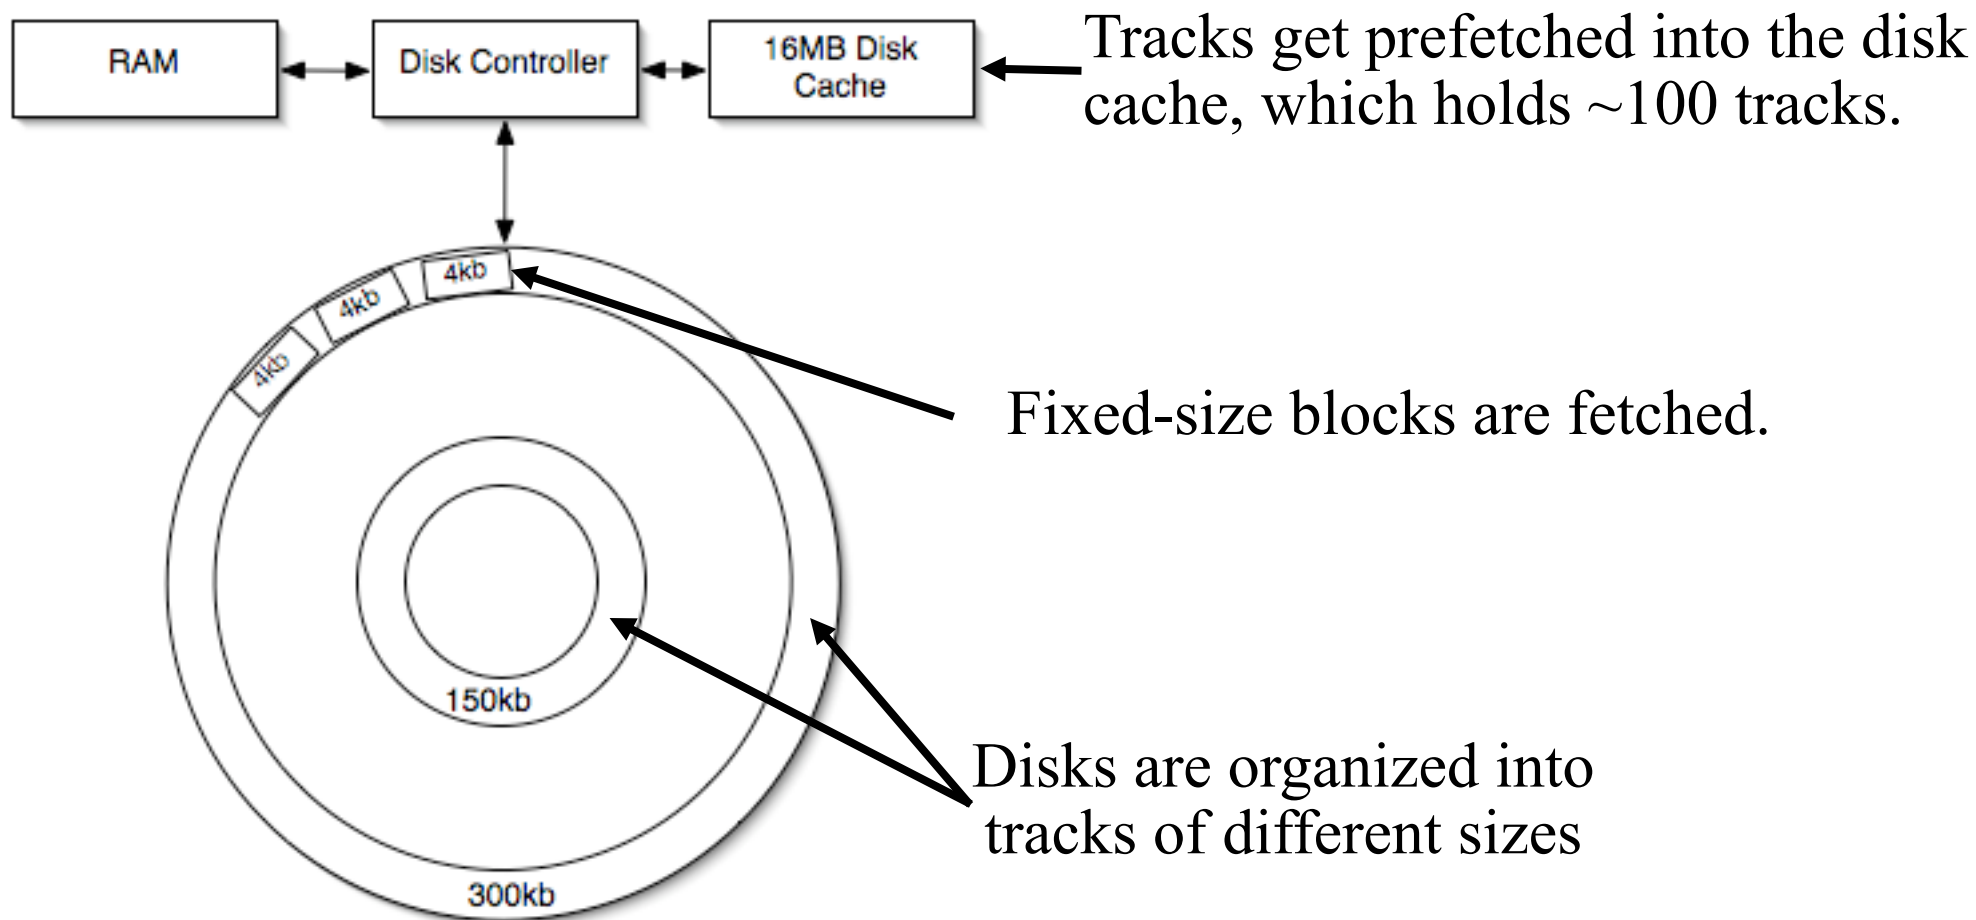 RAM
Disk Controller
16MB Disk
Cache
Tracks get prefetched into the disk
cache, which holds ~100 tracks.
4kb
4kb
4kb
Fixed-size blocks are fetched.
150kb
Disks are organized into
tracks of different sizes
300kb